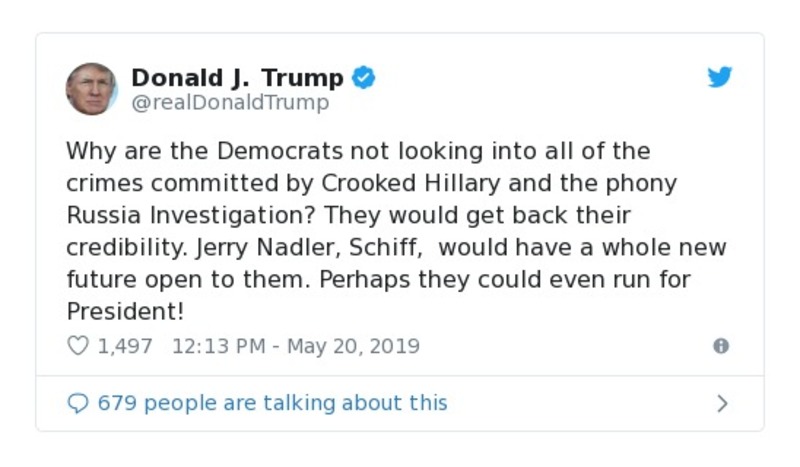 Donald J. Trump
@realDonaldTrump
Why are the Democrats not looking into all of the
crimes committed by Crooked Hillary and the phony
Russia Investigation? They would get back their
credibility. Jerry Nadler, Schiff,  would have a whole new
future open to them. Perhaps they could even run for
President!
1,497 12:13 PM - May 20, 2019
679 people are talking about this